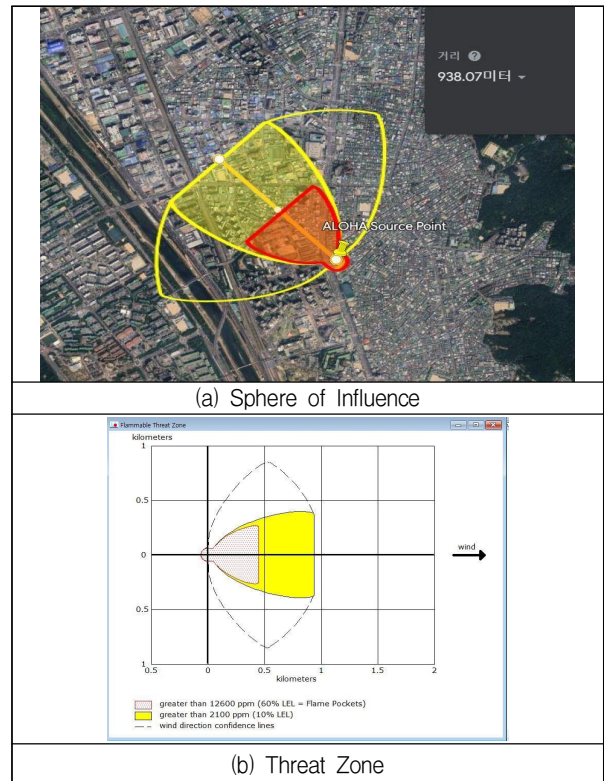 거리 ?
938.07미터
ALOHA Source Point
(a) Sphere of Influence
Flammable Threat Zone
kilometers
1
0.5
0
0.5
1
0.5
0
0.5
1
1.5
2
kilometers
wind
greater than 12600 ppm (60% LEL = Flame Pockets)
greater than 2100 ppm (10% LEL)
wind direction confidence lines
(b) Threat Zone